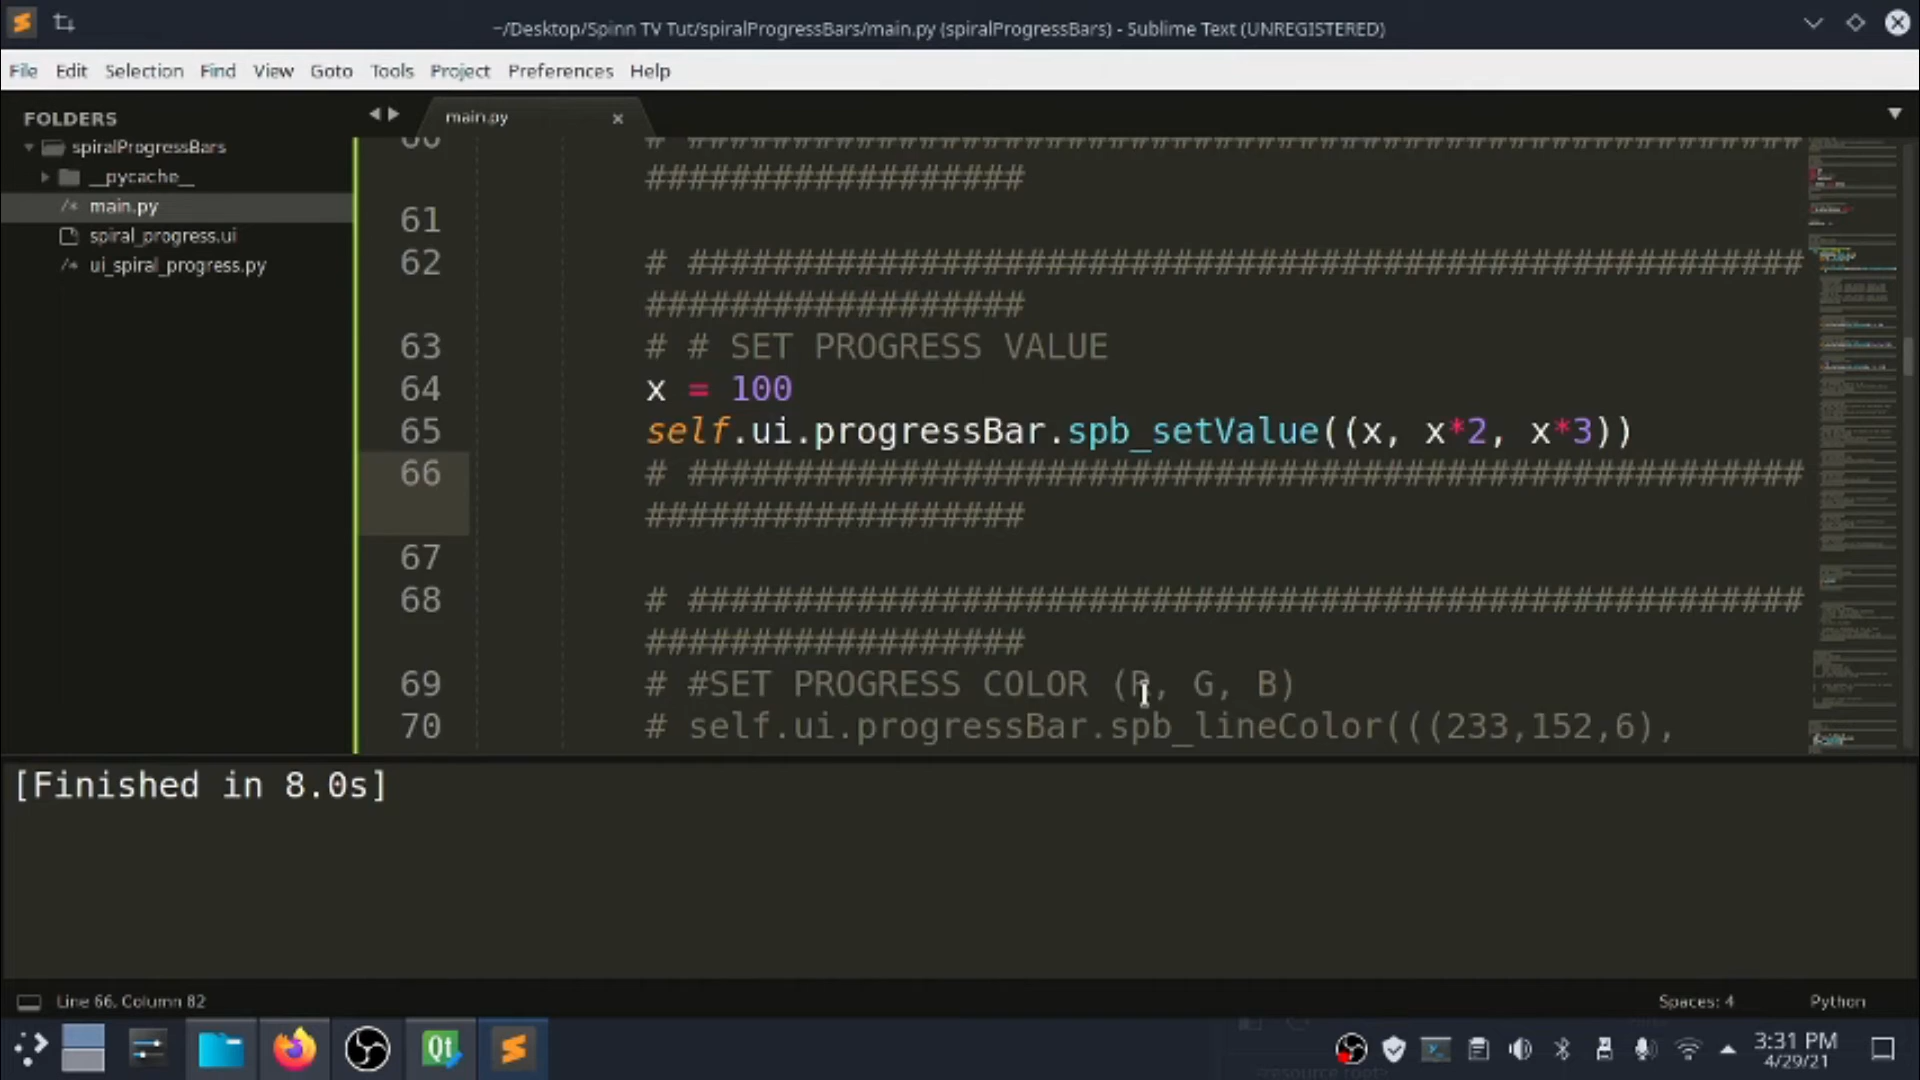 ~/Desktop/Spinn TV Tut/spiralProgressBars/main.py (spiralProgressBars) - Sublime Text (UNREGISTERED)
File Edit Selection Find View Goto Tools Project Preferences Help
FOLDERS
spiralProgressBars
__pycache__
main.py
spiral_progress.ui
ui_spiral_progress.py
main.py
60 # #####################################################
##################
61
62 # #####################################################
##################
63 # # SET PROGRESS VALUE
64 x = 100
65 self.ui.progressBar.spb_setValue((x, x*2, x*3))
66 # #####################################################
##################
67
68 # #####################################################
##################
69 # #SET PROGRESS COLOR (R, G, B)
70 # self.ui.progressBar.spb_lineColor(((233,152,6),
[Finished in 8.0s]
Line 66, Column 82
Spaces: 4
Python
Qt
3:31 PM
4/29/21